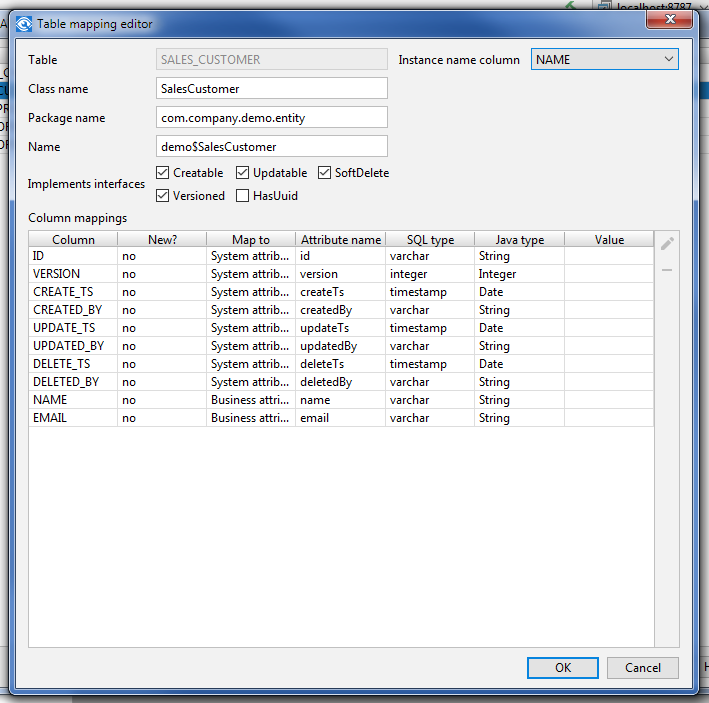 localhost:8787
Table mapping editor
Table SALES_CUSTOMER Instance name column NAME
Class name SalesCustomer
Package name com.company.demo.entity
Name demo$SalesCustomer
Implements interfaces Creatable Updatable SoftDelete
Versioned HasUuid
Column mappings
Column New? Map to Attribute name SQL type Java type Value
ID no System attrib... id varchar String
VERSION no System attrib... version integer Integer
CREATE_TS no System attrib... createTs timestamp Date
CREATED_BY no System attrib... createdBy varchar String
UPDATE_TS no System attrib... updateTs timestamp Date
UPDATED_BY no System attrib... updatedBy varchar String
DELETE_TS no System attrib... deleteTs timestamp Date
DELETED_BY no System attrib... deletedBy varchar String
NAME no Business attri... name varchar String
EMAIL no Business attri... email varchar String
OK Cancel